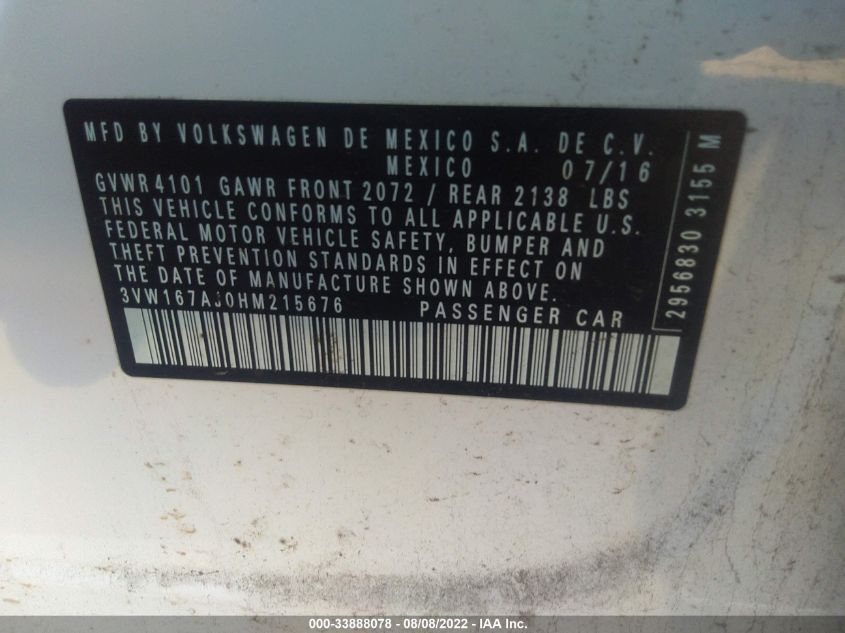 MFD BY VOLKSWAGEN DE MEXICO S.A. DE C.V.
MEXICO 07/16
GVWR 4101 GAWR FRONT 2072 / REAR 2138 LBS
THIS VEHICLE CONFORMS TO ALL APPLICABLE U.S.
FEDERAL MOTOR VEHICLE SAFETY, BUMPER AND
THEFT PREVENTION STANDARDS IN EFFECT ON
THE DATE OF MANUFACTURE SHOWN ABOVE.
3VW167AJ0HM215676 PASSENGER CAR
2956830 3155 M
000-33888078 - 08/08/2022 - IAA Inc.